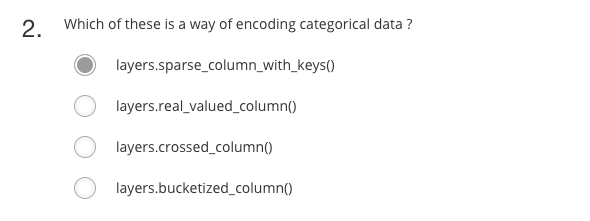 2. Which of these is a way of encoding categorical data ?
layers.sparse_column_with_keys()
layers.real_valued_column()
layers.crossed_column()
layers.bucketized_column()